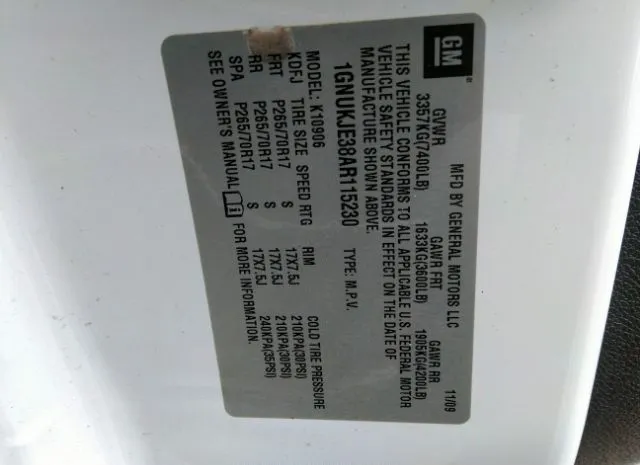 GM
MFD BY GENERAL MOTORS LLC 11/09
GVWR GAWR FRT GAWR RR
3357KG(7400LB) 1633KG(3600LB) 1905KG(4200LB)
THIS VEHICLE CONFORMS TO ALL APPLICABLE U.S. FEDERAL MOTOR
VEHICLE SAFETY STANDARDS IN EFFECT ON THE DATE OF
MANUFACTURE SHOWN ABOVE.
1GNUKJE38AR115230 TYPE: M.P.V.
MODEL: K10906
KDFJ TIRE SIZE SPEED RTG RIM COLD TIRE PRESSURE
FRT P265/70R17 S 17X7.5J 210KPA(30PSI)
RR P265/70R17 S 17X7.5J 210KPA(30PSI)
SPA P265/70R17 S 17X7.5J 240KPA(35PSI)
SEE OWNER'S MANUAL FOR MORE INFORMATION.